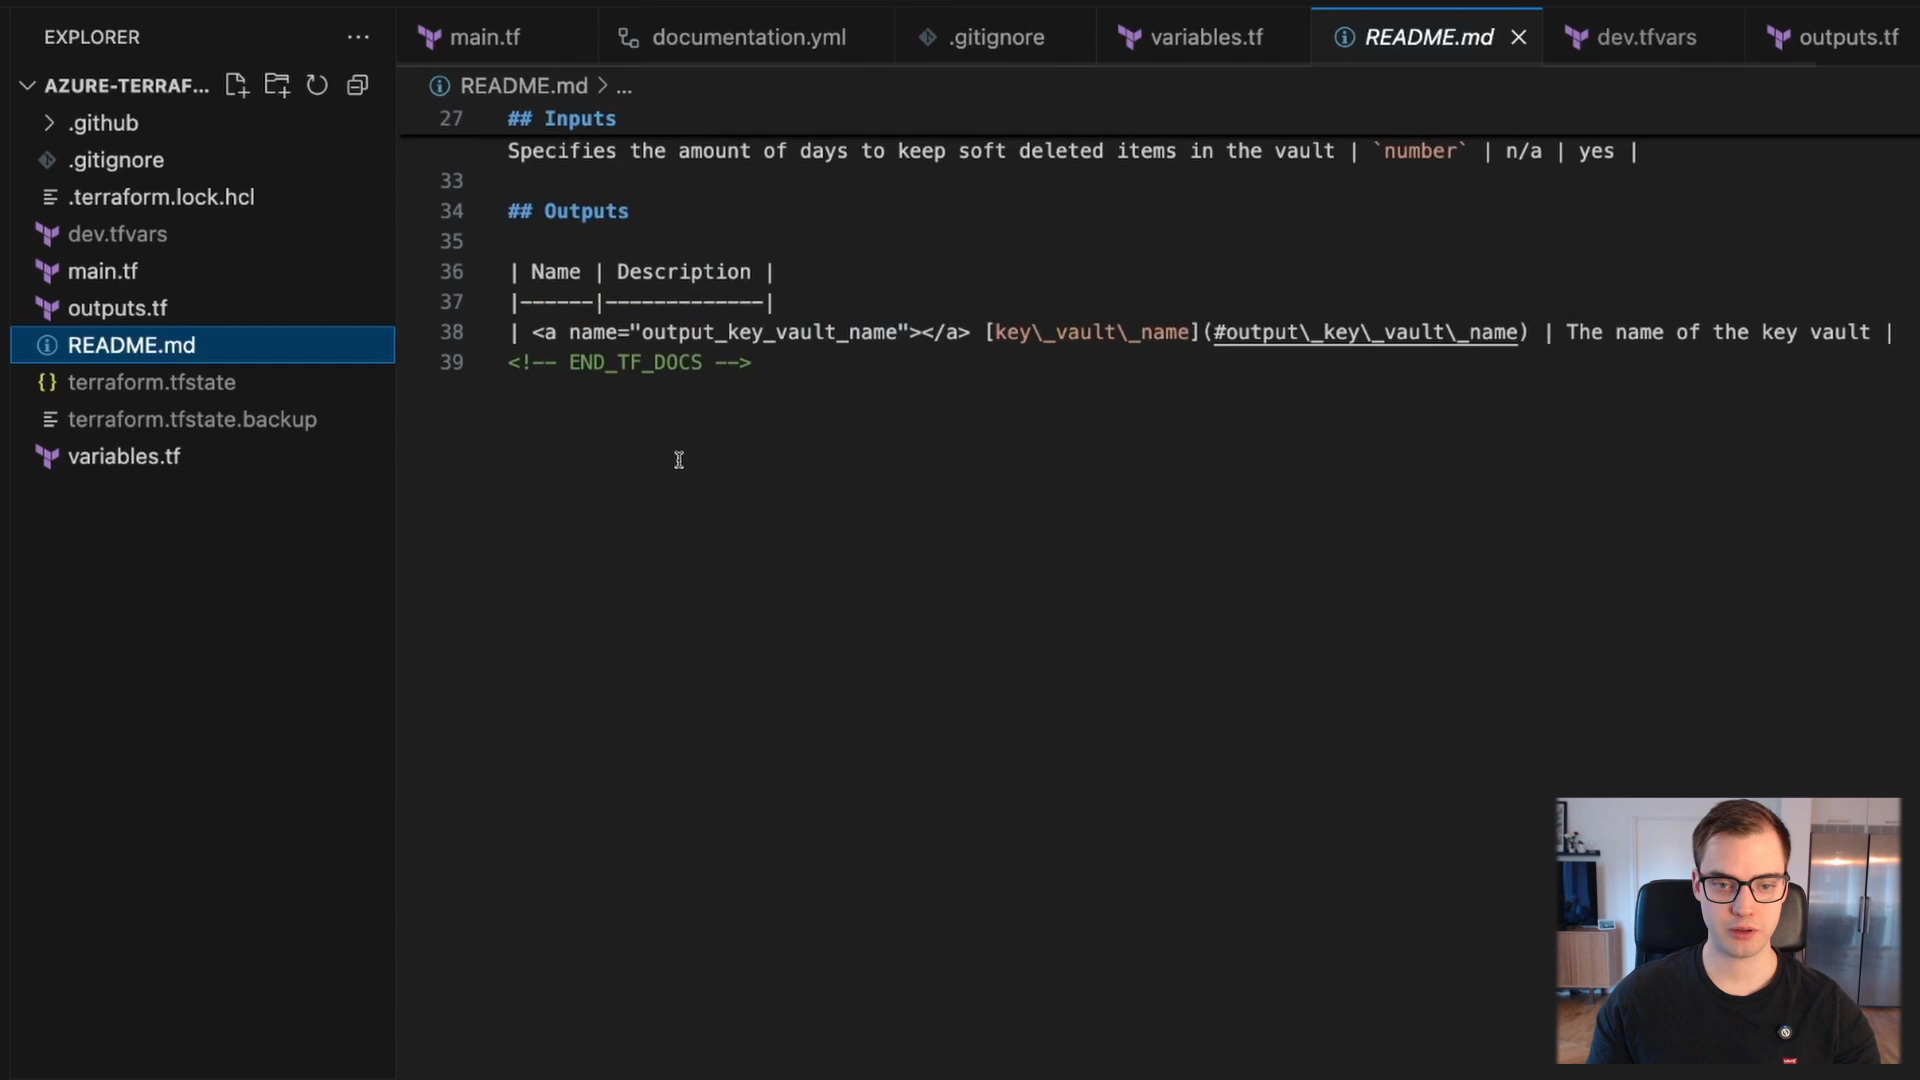 EXPLORER
AZURE-TERRAF...
.github
.gitignore
.terraform.lock.hcl
dev.tfvars
main.tf
outputs.tf
README.md
terraform.tfstate
terraform.tfstate.backup
variables.tf
main.tf
documentation.yml
.gitignore
variables.tf
README.md
dev.tfvars
outputs.tf
README.md > ...
27 ## Inputs
Specifies the amount of days to keep soft deleted items in the vault | `number` | n/a | yes |
33
34 ## Outputs
35
36 | Name | Description |
37 |------|-------------|
38 | <a name="output_key_vault_name"></a> [key\_vault\_name](#output\_key\_vault\_name) | The name of the key vault |
39 <!-- END_TF_DOCS -->